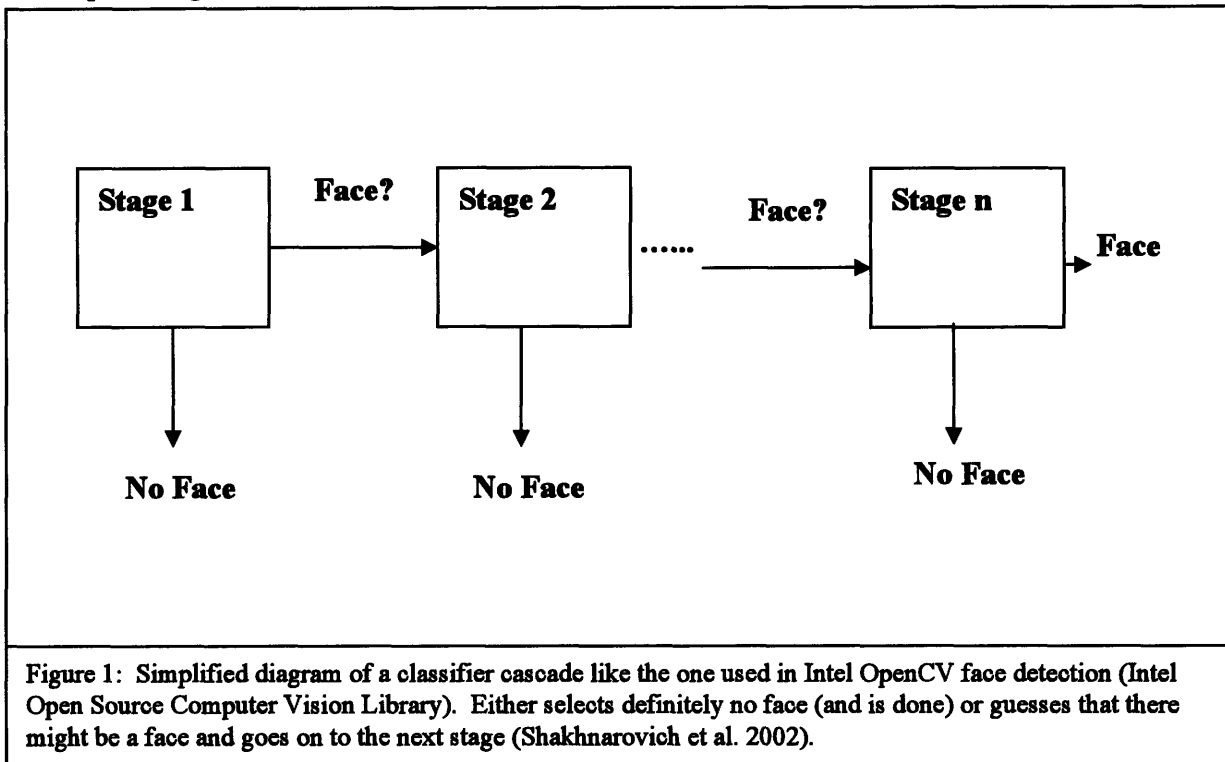 Stage 1
Face?
Stage 2
......
Face?
Stage n
Face
No Face
No Face
No Face
Figure 1: Simplified diagram of a classifier cascade like the one used in Intel OpenCV face detection (Intel
Open Source Computer Vision Library). Either selects definitely no face (and is done) or guesses that there
might be a face and goes on to the next stage (Shakhnarovich et al. 2002).